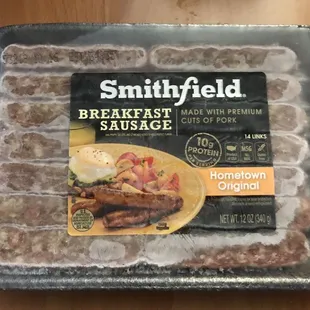 Smithfield
BREAKFAST
SAUSAGE
MADE WITH PREMIUM
CUTS OF PORK
14 LINKS
10g
PROTEIN
MSG
Hometown
Original
NET WT. 12 OZ (340 g)